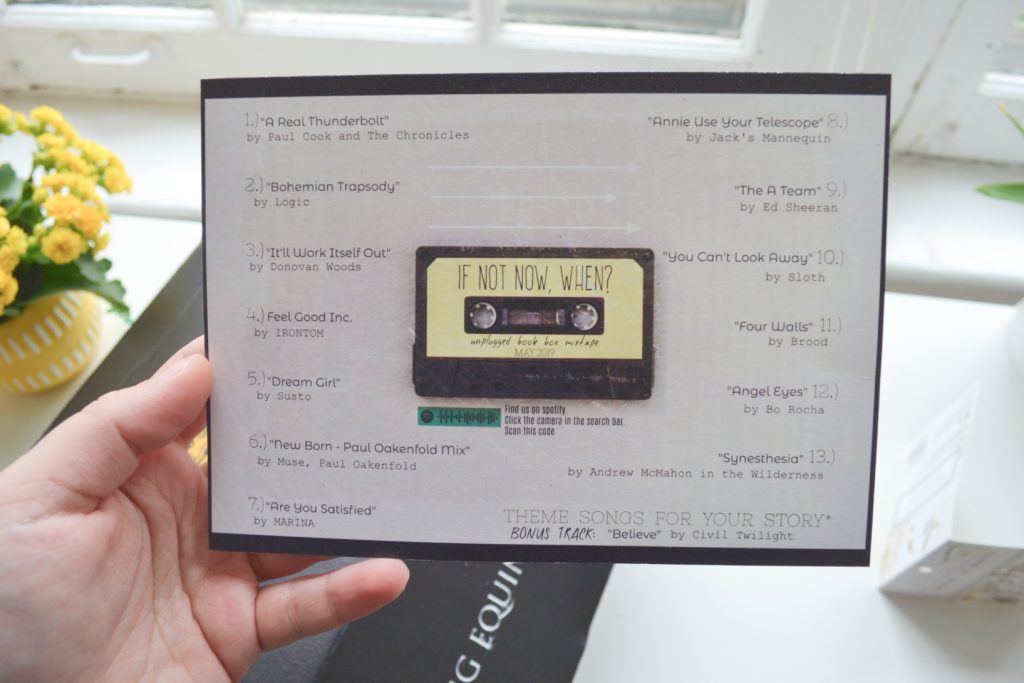 1.) "A Real Thunderbolt"
by Paul Cook and The Chronicles
2.) "Bohemian Trapsody"
by Logic
3.) "It'll Work Itself Out"
by Donovan Woods
4.) Feel Good Inc.
by IRONTOM
5.) "Dream Girl"
by Susto
6.) "New Born - Paul Oakenfold Mix"
by Muse, Paul Oakenfold
7.) "Are You Satisfied"
by MARINA
IF NOT NOW, WHEN?
unplugged book box mixtape
MAY 2019
Find us on spotify.
Click the camera in the search bar.
Scan this code.
"Annie Use Your Telescope" 8.)
by Jack's Mannequin
"The A Team" 9.)
by Ed Sheeran
"You Can't Look Away" 10.)
by Sloth
"Four Walls" 11.)
by Brood
"Angel Eyes" 12.)
by Bo Rocha
"Synesthesia" 13.)
by Andrew McMahon in the Wilderness
THEME SONGS FOR YOUR STORY*
BONUS TRACK: "Believe" by Civil Twilight